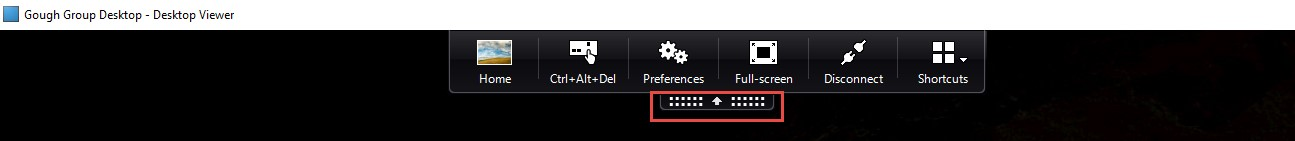 Gough Group Desktop - Desktop Viewer
Home Ctrl+Alt+Del Preferences Full-screen Disconnect Shortcuts